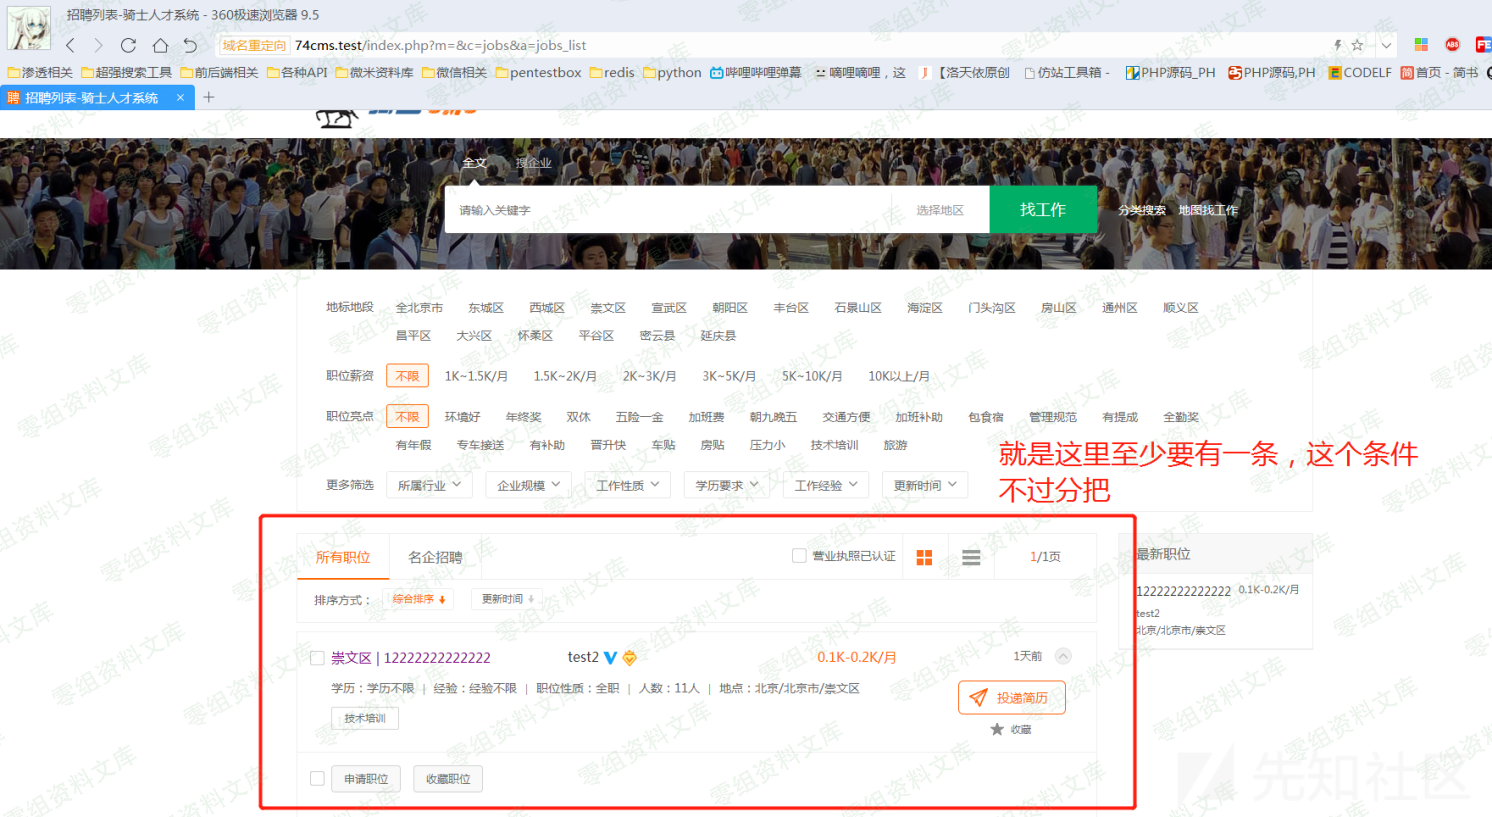 招聘列表-骑士人才系统 - 360极速浏览器 9.5
域名重定向 74cms.test/index.php?m=&c=jobs&a=jobs_list
渗透相关 超强搜索工具 前后端相关 各种API 微米资料库 微信相关 pentestbox redis python 哔哩哔哩弹幕 嘀哩嘀哩，这 【洛天依原创 仿站工具箱 - PHP源码_PH PHP源码,PH CODELF 首页 - 简书
招聘列表-骑士人才系统
全文 搜企业
请输入关键字 选择地区 找工作 分类搜索 地图找工作
地标地段 全北京市 东城区 西城区 崇文区 宣武区 朝阳区 丰台区 石景山区 海淀区 门头沟区 房山区 通州区 顺义区
昌平区 大兴区 怀柔区 平谷区 密云县 延庆县
职位薪资 不限 1K~1.5K/月 1.5K~2K/月 2K~3K/月 3K~5K/月 5K~10K/月 10K以上/月
职位亮点 不限 环境好 年终奖 双休 五险一金 加班费 朝九晚五 交通方便 加班补助 包食宿 管理规范 有提成 全勤奖
有年假 专车接送 有补助 晋升快 车贴 房贴 压力小 技术培训 旅游
更多筛选 所属行业 企业规模 工作性质 学历要求 工作经验 更新时间
就是这里至少要有一条，这个条件
不过分把
所有职位 名企招聘 营业执照已认证 1/1页
排序方式： 综合排序 更新时间
崇文区 | 12222222222222 test2 0.1K-0.2K/月 1天前
学历：学历不限 | 经验：经验不限 | 职位性质：全职 | 人数：11人 | 地点：北京/北京市/崇文区
投递简历
技术培训
收藏
申请职位 收藏职位
最新职位
12222222222222 0.1K-0.2K/月
test2
北京/北京市/崇文区
先知社区
零组资料文库